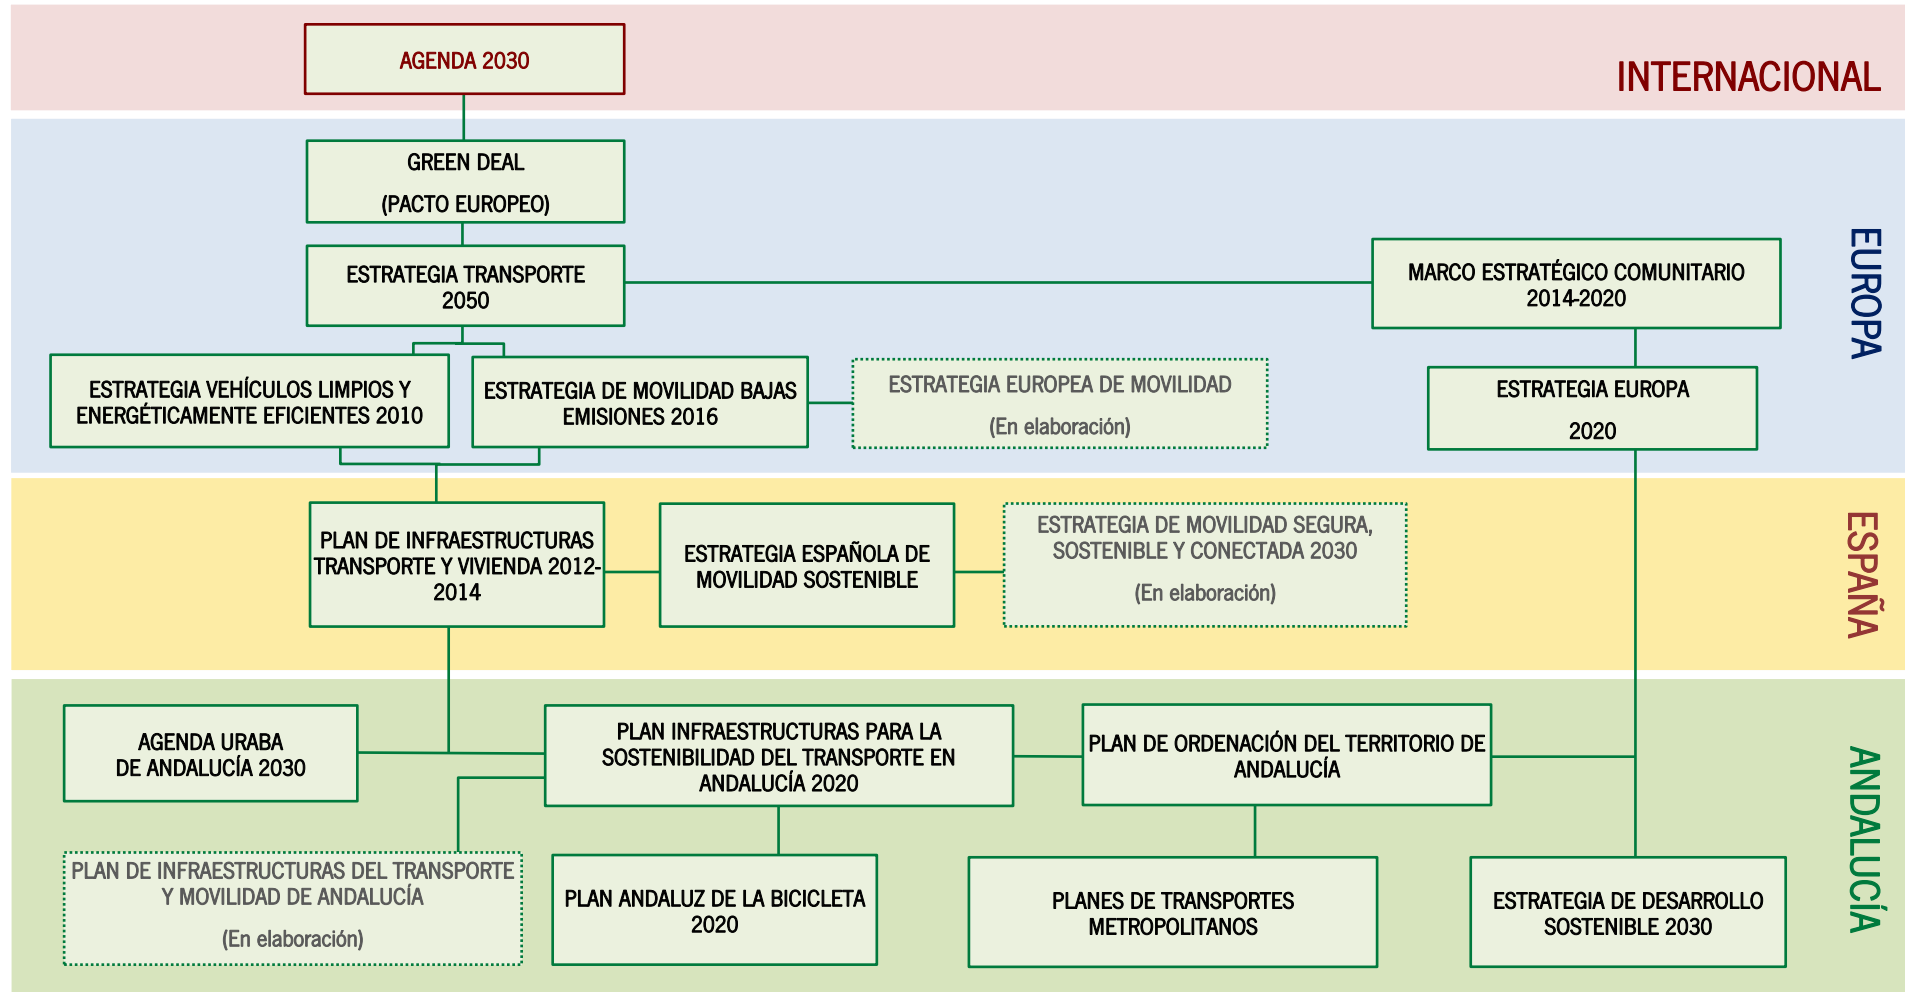 AGENDA 2030
INTERNACIONAL
GREEN DEAL
(PACTO EUROPEO)
ESTRATEGIA TRANSPORTE
2050
MARCO ESTRATÉGICO COMUNITARIO
2014-2020
EUROPA
ESTRATEGIA VEHÍCULOS LIMPIOS Y
ENERGÉTICAMENTE EFICIENTES 2010
ESTRATEGIA DE MOVILIDAD BAJAS
EMISIONES 2016
ESTRATEGIA EUROPEA DE MOVILIDAD
(En elaboración)
ESTRATEGIA EUROPA
2020
PLAN DE INFRAESTRUCTURAS
TRANSPORTE Y VIVIENDA 2012-
2014
ESTRATEGIA ESPAÑOLA DE
MOVILIDAD SOSTENIBLE
ESTRATEGIA DE MOVILIDAD SEGURA,
SOSTENIBLE Y CONECTADA 2030
(En elaboración)
ESPAÑA
AGENDA URABA
DE ANDALUCÍA 2030
PLAN INFRAESTRUCTURAS PARA LA
SOSTENIBILIDAD DEL TRANSPORTE EN
ANDALUCÍA 2020
PLAN DE ORDENACIÓN DEL TERRITORIO DE
ANDALUCÍA
ANDALUCÍA
PLAN DE INFRAESTRUCTURAS DEL TRANSPORTE
Y MOVILIDAD DE ANDALUCÍA
(En elaboración)
PLAN ANDALUZ DE LA BICICLETA
2020
PLANES DE TRANSPORTES
METROPOLITANOS
ESTRATEGIA DE DESARROLLO
SOSTENIBLE 2030